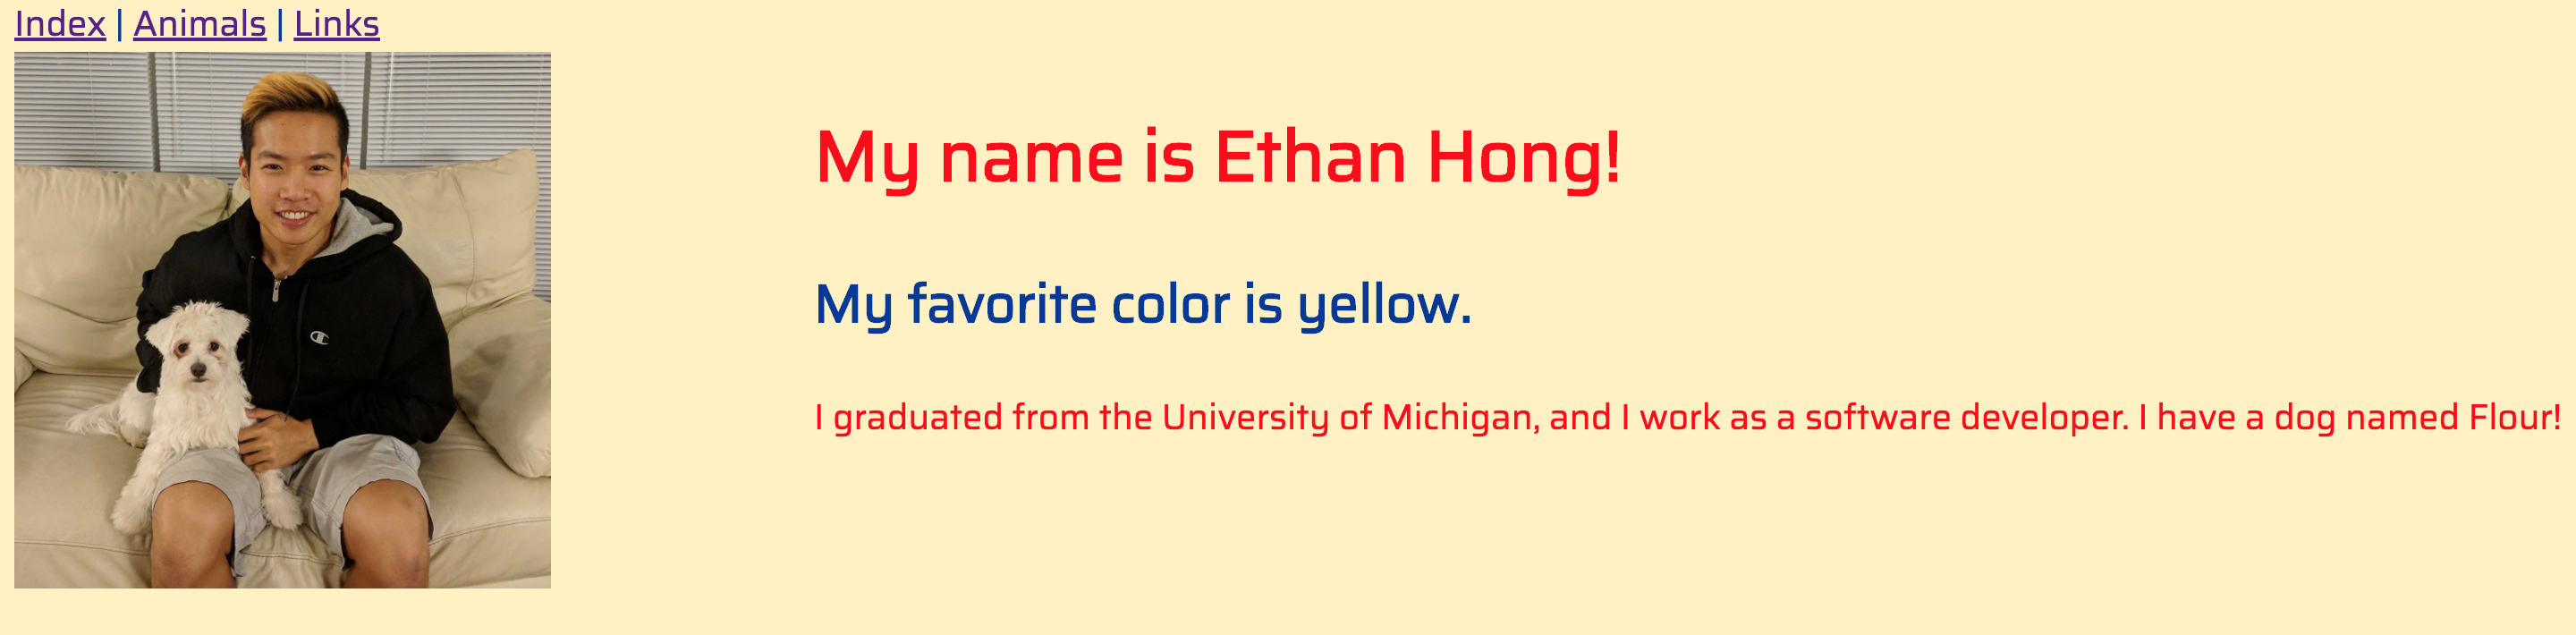 Index | Animals | Links
My name is Ethan Hong!
My favorite color is yellow.
I graduated from the University of Michigan, and I work as a software developer. I have a dog named Flour!